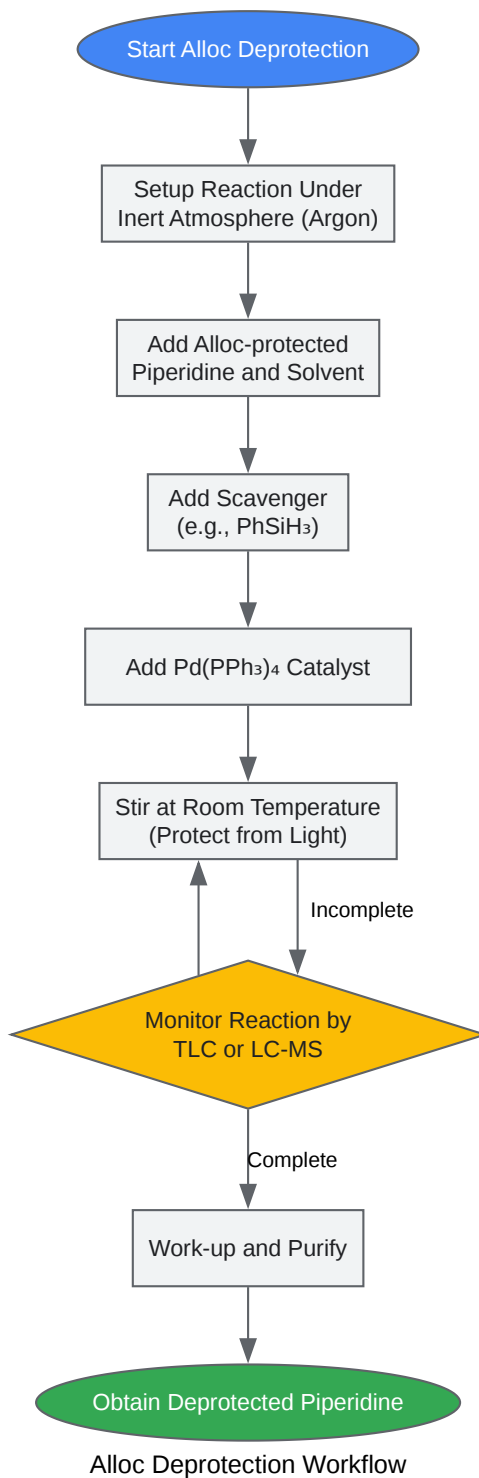 Start Alloc Deprotection
Setup Reaction Under
Inert Atmosphere (Argon)
Add Alloc-protected
Piperidine and Solvent
Add Scavenger
(e.g., PhSiH₃)
Add Pd(PPh₃)₄ Catalyst
Stir at Room Temperature
(Protect from Light)
Incomplete
Monitor Reaction by
TLC or LC-MS
Complete
Work-up and Purify
Obtain Deprotected Piperidine
Alloc Deprotection Workflow